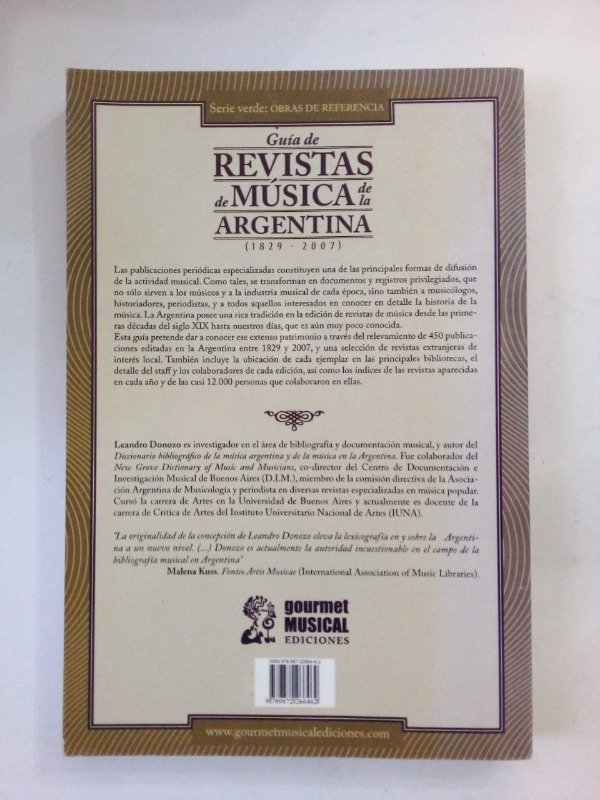 Serie verde: OBRAS DE REFERENCIA
Guía de
REVISTAS
de MÚSICA de la
ARGENTINA
(1829 - 2007)
Las publicaciones periódicas especializadas constituyen una de las principales formas de difusión
de la actividad musical. Como tales, se transforman en documentos y registros privilegiados, que
no sólo sirven a los músicos y a la industria musical de cada época, sino también a musicólogos,
historiadores, periodistas, y a todos aquellos interesados en conocer en detalle la historia de la
música. La Argentina posee una rica tradición en la edición de revistas de música desde las prime-
ras décadas del siglo XIX hasta nuestros días, que es aún muy poco conocida.
Esta guía pretende dar a conocer ese extenso patrimonio a través del relevamiento de 450 publica-
ciones editadas en la Argentina entre 1829 y 2007, y una selección de revistas extranjeras de
interés local. También incluye la ubicación de cada ejemplar en las principales bibliotecas, el
detalle del staff y los colaboradores de cada edición, así como los índices de las revistas aparecidas
en cada año y de las casi 12.000 personas que colaboraron en ellas.
Leandro Donozo es investigador en el área de bibliografía y documentación musical, y autor del
Diccionario bibliográfico de la música argentina y de la música en la Argentina. Fue colaborador del
New Grove Dictionary of Music and Musicians, co-director del Centro de Documentación e
Investigación Musical de Buenos Aires (D.I.M.), miembro de la comisión directiva de la Asocia-
ción Argentina de Musicología y periodista en diversas revistas especializadas en música popular.
Cursó la carrera de Artes en la Universidad de Buenos Aires y actualmente es docente de la
carrera de Crítica de Artes del Instituto Universitario Nacional de Artes (IUNA).
"La originalidad de la concepción de Leandro Donozo eleva la lexicografía en y sobre la Argenti-
na a un nuevo nivel. (...) Donozo es actualmente la autoridad incuestionable en el campo de la
bibliografía musical en Argentina"
Malena Kuss. Fontes Artis Musicae (International Association of Music Libraries).
gourmet
MUSICAL
EDICIONES
9 789872 266462
www.gourmetmusicalediciones.com